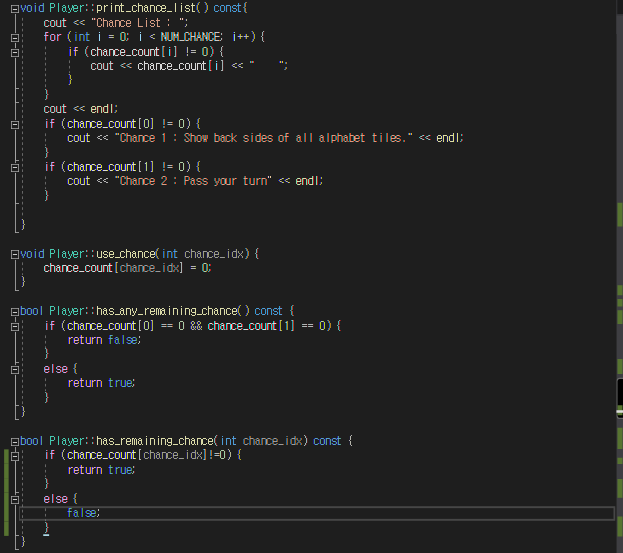 void Player::print_chance_list() const{
cout << "Chance List : ";
for (int i = 0; i < NUM_CHANCE; i++) {
if (chance_count[i] != 0) {
cout << chance_count[i] << "    ";
}
}
cout << endl;
if (chance_count[0] != 0) {
cout << "Chance 1 : Show back sides of all alphabet tiles." << endl;
}
if (chance_count[1] != 0) {
cout << "Chance 2 : Pass your turn" << endl;
}
}
void Player::use_chance(int chance_idx) {
chance_count[chance_idx] = 0;
}
bool Player::has_any_remaining_chance() const {
if (chance_count[0] == 0 && chance_count[1] == 0) {
return false;
}
else {
return true;
}
}
bool Player::has_remaining_chance(int chance_idx) const {
if (chance_count[chance_idx]!=0) {
return true;
}
else {
false;
}
}